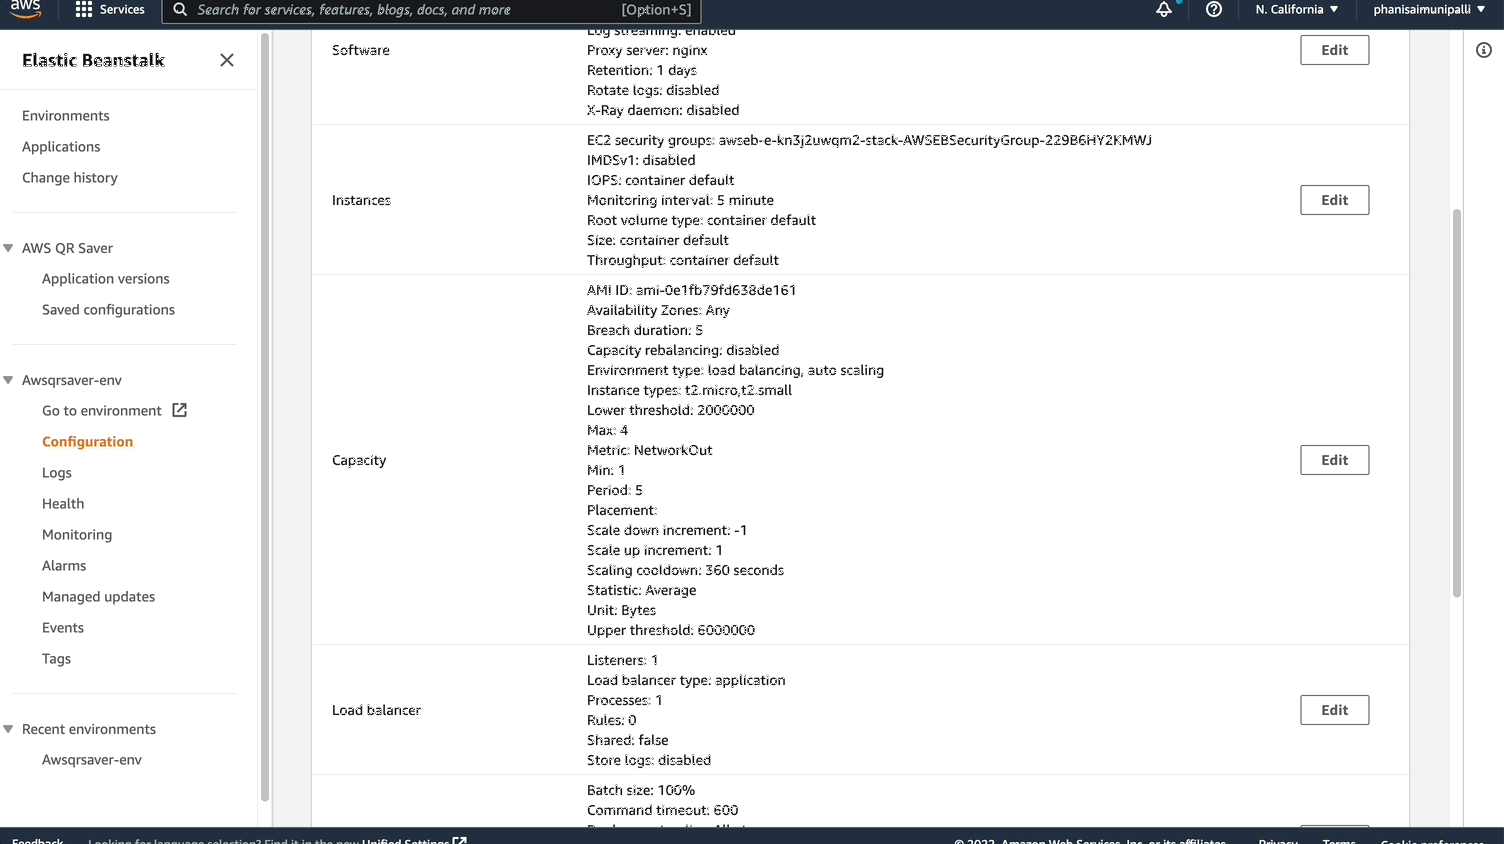 aws
Services
Search for services, features, blogs, docs, and more
[Option+S]
N. California
phanisaimunipalli
Elastic Beanstalk
Environments
Applications
Change history
AWS QR Saver
Application versions
Saved configurations
Awsqrsaver-env
Go to environment
Configuration
Logs
Health
Monitoring
Alarms
Managed updates
Events
Tags
Recent environments
Awsqrsaver-env
Software
Log streaming: enabled
Proxy server: nginx
Retention: 1 days
Rotate logs: disabled
X-Ray daemon: disabled
Edit
Instances
EC2 security groups: awseb-e-kn3j2uwqm2-stack-AWSEBSecurityGroup-229B6HY2KMWJ
IMDSv1: disabled
IOPS: container default
Monitoring interval: 5 minute
Root volume type: container default
Size: container default
Throughput: container default
Edit
Capacity
AMI ID: ami-0e1fb79fd638de161
Availability Zones: Any
Breach duration: 5
Capacity rebalancing: disabled
Environment type: load balancing, auto scaling
Instance types: t2.micro,t2.small
Lower threshold: 2000000
Max: 4
Metric: NetworkOut
Min: 1
Period: 5
Placement:
Scale down increment: -1
Scale up increment: 1
Scaling cooldown: 360 seconds
Statistic: Average
Unit: Bytes
Upper threshold: 6000000
Edit
Load balancer
Listeners: 1
Load balancer type: application
Processes: 1
Rules: 0
Shared: false
Store logs: disabled
Edit
Batch size: 100%
Command timeout: 600
Feedback
Looking for language selection? Find it in the new Unified Settings
© 2022, Amazon Web Services, Inc. or its affiliates.
Privacy
Terms
Cookie preferences